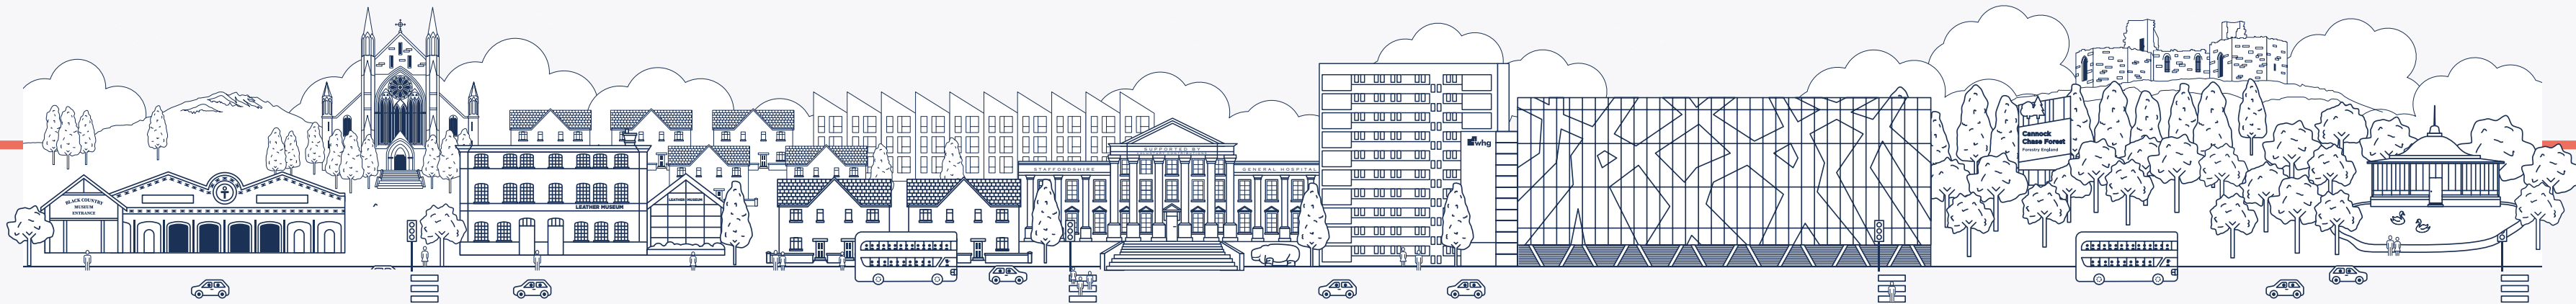 BLACK COUNTRY
MUSEUM
ENTRANCE
LEATHER MUSEUM
LEATHER MUSEUM
SUPPORTED BY
STAFFORDSHIRE
GENERAL HOSPITAL
whg
Cannock
Chase Forest
Forestry England